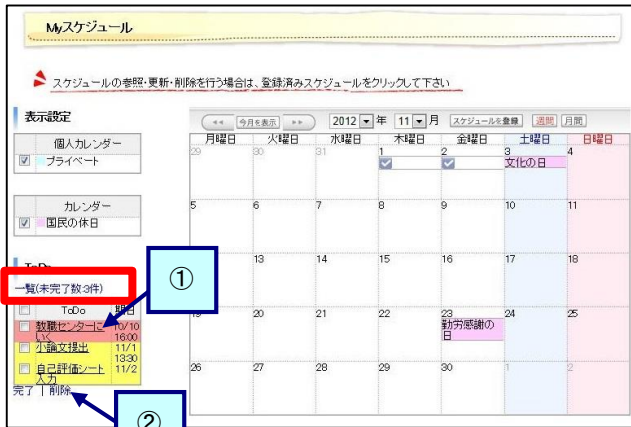 Myスケジュール
スケジュールの参照・更新・削除を行う場合は、登録済みスケジュールをクリックして下さい
表示設定
今月を表示 2012 年 11 月 スケジュールを登録 週間 月間
個人カレンダー
プライベート
カレンダー
国民の休日
月曜日 火曜日 水曜日 木曜日 金曜日 土曜日 日曜日
29 30 31 1 2 3 4
文化の日
5 6 7 8 9 10 11
13 14 15 16 17 18
19 20 21 22 23 24 25
勤労感謝の
日
26 27 28 29 30 1 2
ToDo
一覧(未完了数:3件)
ToDo 期日
教職センターに 10/10
いく 16:00
小論文提出 11/1
13:30
自己評価シート 11/2
入力
完了 | 削除
①
②